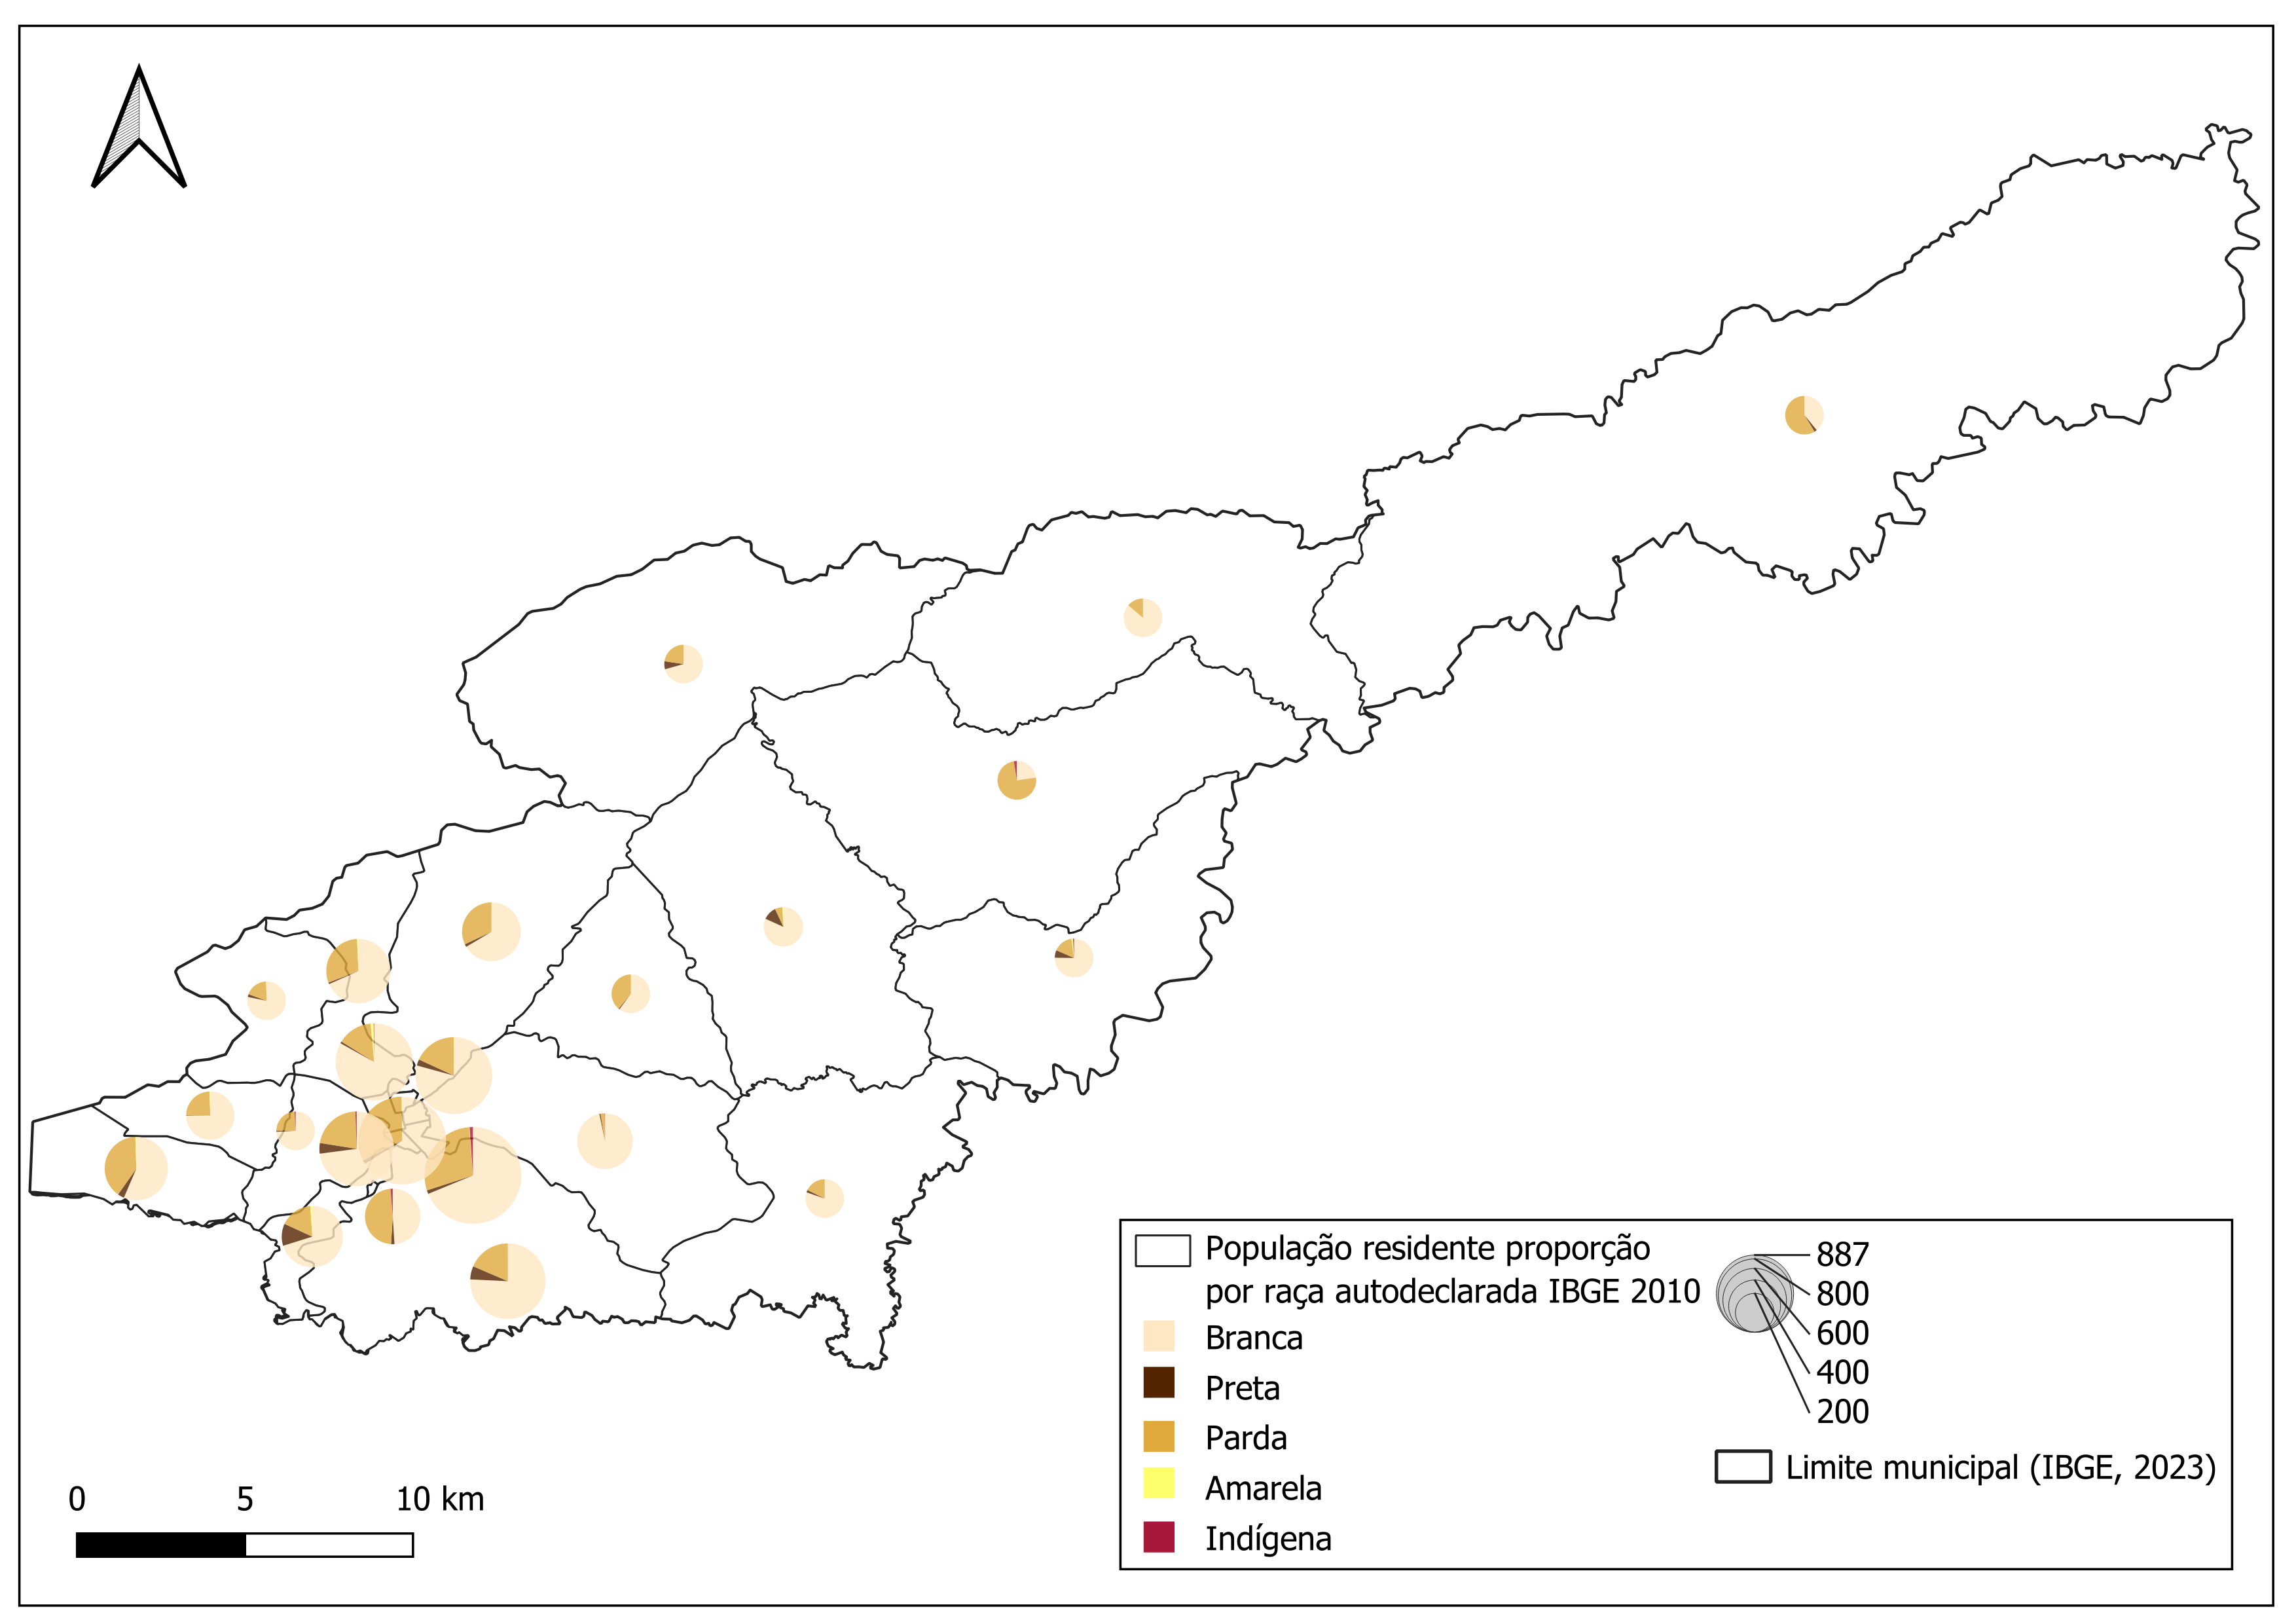 População residente proporção
por raça autodeclarada IBGE 2010
Branca
Preta
Parda
Amarela
Indígena
887
800
600
400
200
Limite municipal (IBGE, 2023)
0 5 10 km